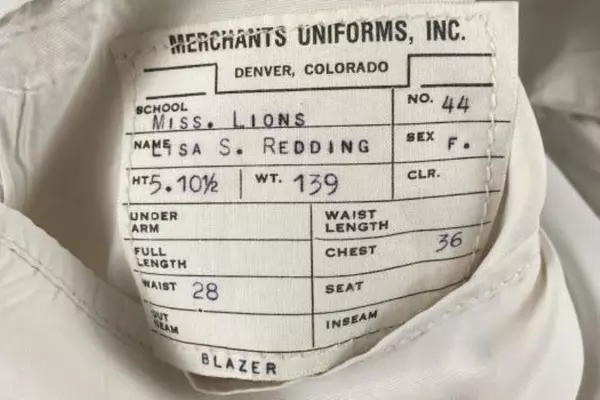 MERCHANTS UNIFORMS, INC.
DENVER, COLORADO
SCHOOL Miss. Lions NO. 44
NAME Lisa S. Redding SEX F.
HT. 5.10½ WT. 139 CLR.
UNDER ARM WAIST LENGTH
FULL LENGTH CHEST 36
WAIST 28 SEAT
OUT SEAM INSEAM
BLAZER